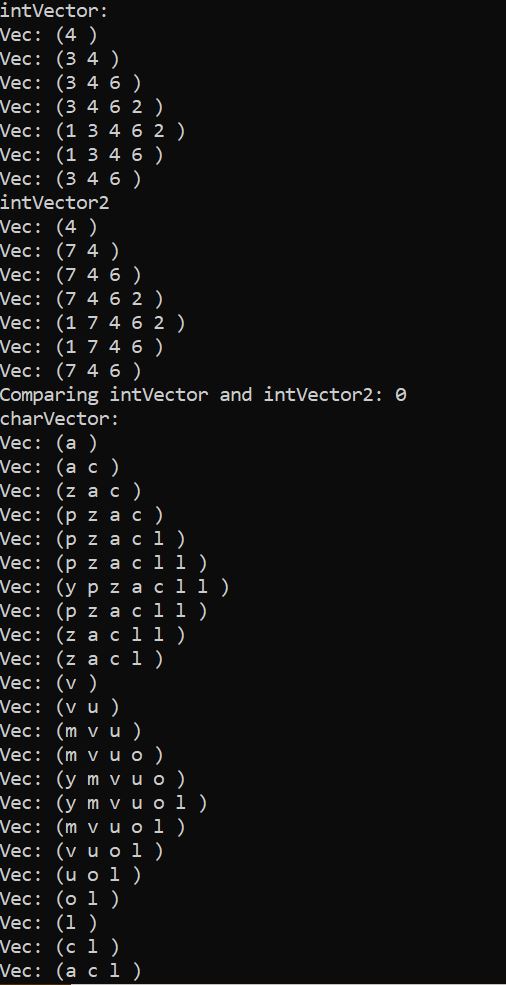 intVector:
Vec: (4 )
Vec: (3 4 )
Vec: (3 4 6 )
Vec: (3 4 6 2 )
Vec: (1 3 4 6 2 )
Vec: (1 3 4 6 )
Vec: (3 4 6 )
intVector2
Vec: (4 )
Vec: (7 4 )
Vec: (7 4 6 )
Vec: (7 4 6 2 )
Vec: (1 7 4 6 2 )
Vec: (1 7 4 6 )
Vec: (7 4 6 )
Comparing intVector and intVector2: 0
charVector:
Vec: (a )
Vec: (a c )
Vec: (z a c )
Vec: (p z a c )
Vec: (p z a c l )
Vec: (p z a c l l )
Vec: (y p z a c l l )
Vec: (p z a c l l )
Vec: (z a c l l )
Vec: (z a c l )
Vec: (v )
Vec: (v u )
Vec: (m v u )
Vec: (m v u o )
Vec: (y m v u o )
Vec: (y m v u o l )
Vec: (m v u o l )
Vec: (v u o l )
Vec: (u o l )
Vec: (o l )
Vec: (l )
Vec: (c l )
Vec: (a c l )